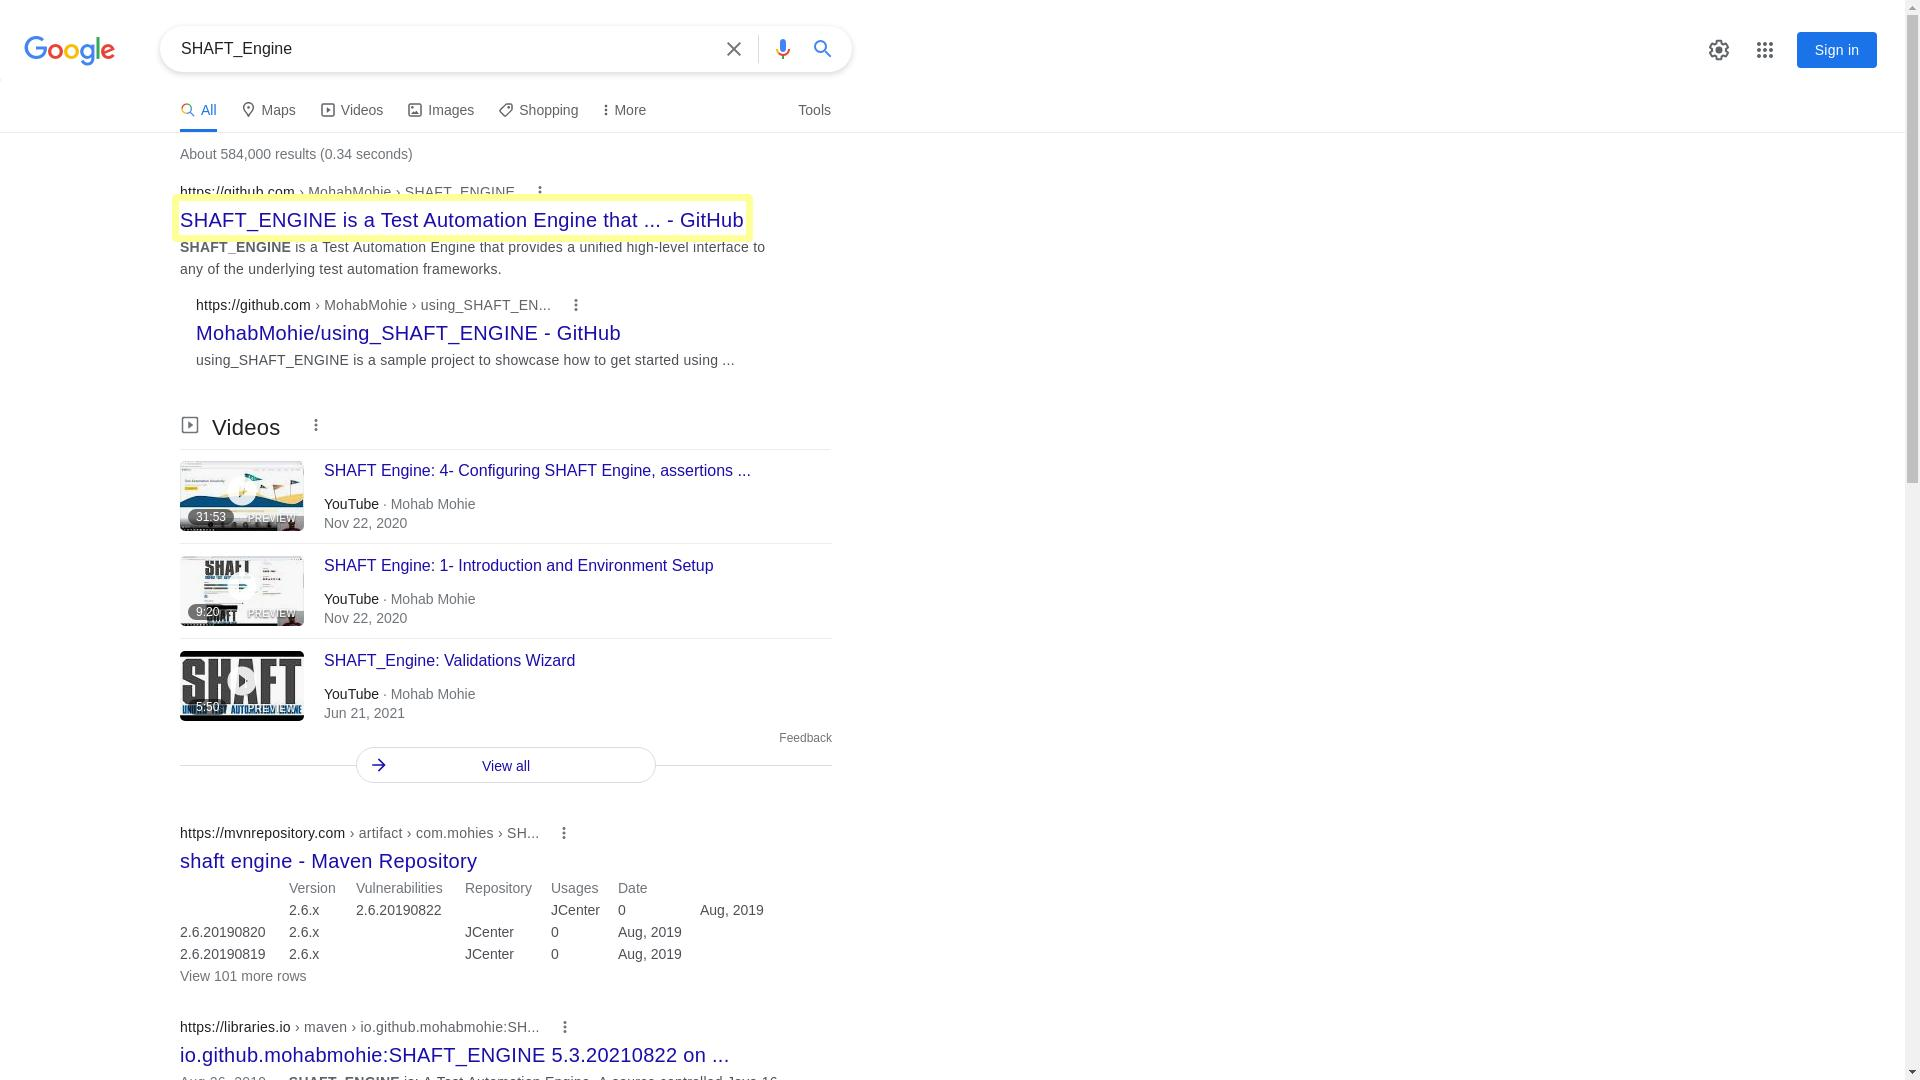 Google
SHAFT_Engine
Sign in
All
Maps
Videos
Images
Shopping
More
Tools
About 584,000 results (0.34 seconds)
https://github.com › MohabMohie › SHAFT_ENGINE
SHAFT_ENGINE is a Test Automation Engine that ... - GitHub
SHAFT_ENGINE is a Test Automation Engine that provides a unified high-level interface to
any of the underlying test automation frameworks.
https://github.com › MohabMohie › using_SHAFT_EN...
MohabMohie/using_SHAFT_ENGINE - GitHub
using_SHAFT_ENGINE is a sample project to showcase how to get started using ...
Videos
SHAFT Engine: 4- Configuring SHAFT Engine, assertions ...
31:53 PREVIEW
YouTube · Mohab Mohie
Nov 22, 2020
SHAFT Engine: 1- Introduction and Environment Setup
SHAFT
9:20 PREVIEW
YouTube · Mohab Mohie
Nov 22, 2020
SHAFT_Engine: Validations Wizard
SHAFT
5:50 PREVIEW
YouTube · Mohab Mohie
Jun 21, 2021
Feedback
View all
https://mvnrepository.com › artifact › com.mohies › SH...
shaft engine - Maven Repository
Version Vulnerabilities Repository Usages Date
2.6.x 2.6.20190822 JCenter 0 Aug, 2019
2.6.20190820 2.6.x JCenter 0 Aug, 2019
2.6.20190819 2.6.x JCenter 0 Aug, 2019
View 101 more rows
https://libraries.io › maven › io.github.mohabmohie:SH...
io.github.mohabmohie:SHAFT_ENGINE 5.3.20210822 on ...